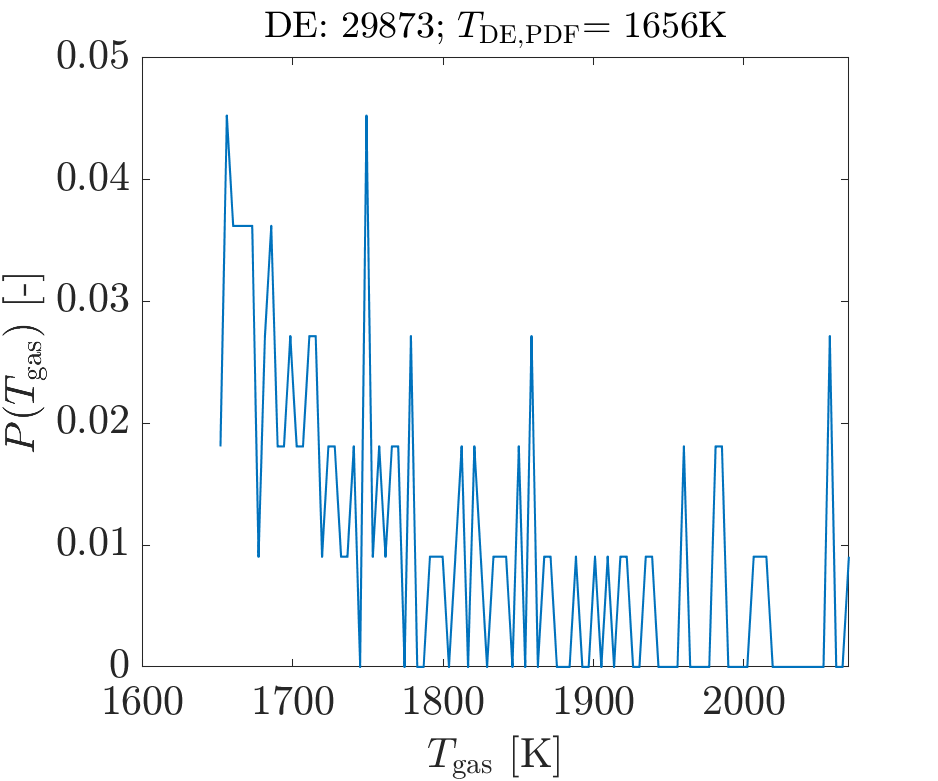 DE: 29873; T_DE,PDF= 1656K
0.05
0.04
0.03
0.02
0.01
0
P(T_gas) [-]
1600 1700 1800 1900 2000
T_gas [K]